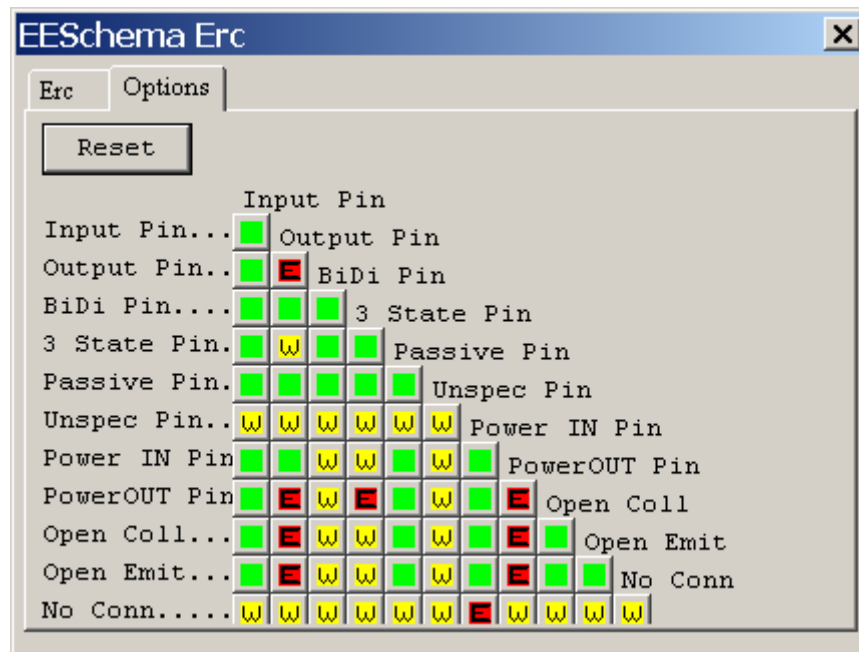 EESchema Erc
Erc Options
Reset
Input Pin
Input Pin... Output Pin
Output Pin.. E BiDi Pin
BiDi Pin.... 3 State Pin
3 State Pin. W Passive Pin
Passive Pin. Unspec Pin
Unspec Pin.. W W W W W W Power IN Pin
Power IN Pin W W W PowerOUT Pin
PowerOUT Pin E W E W E Open Coll
Open Coll... E W W W E Open Emit
Open Emit... E W W W E No Conn
No Conn..... W W W W W W E W W W W